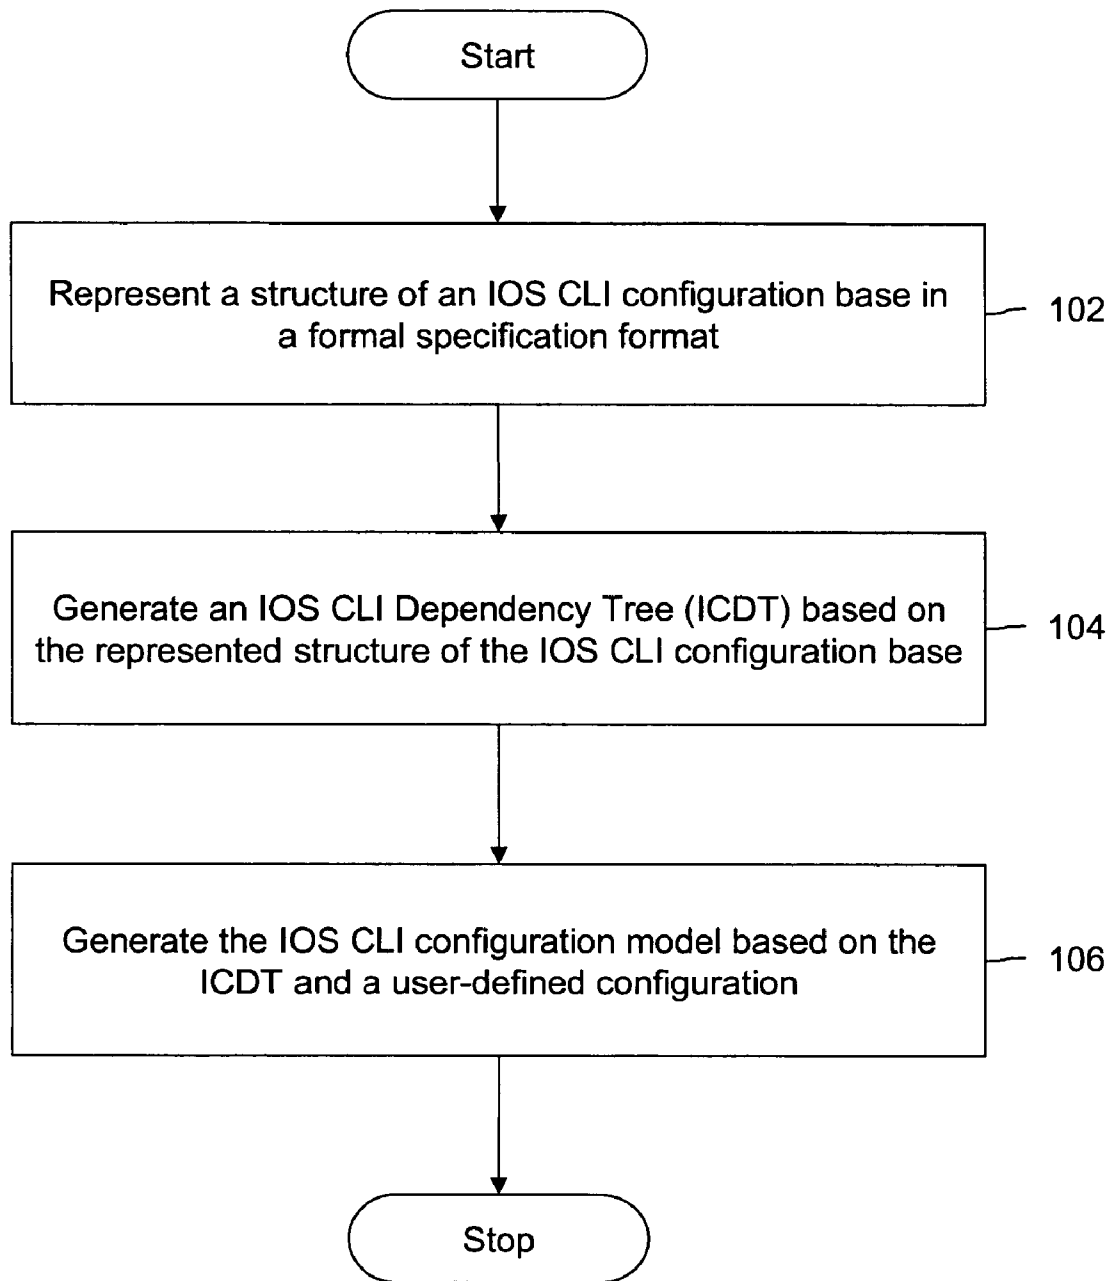 Start
Represent a structure of an IOS CLI configuration base in
a formal specification format
102
Generate an IOS CLI Dependency Tree (ICDT) based on
the represented structure of the IOS CLI configuration base
104
Generate the IOS CLI configuration model based on the
ICDT and a user-defined configuration
106
Stop